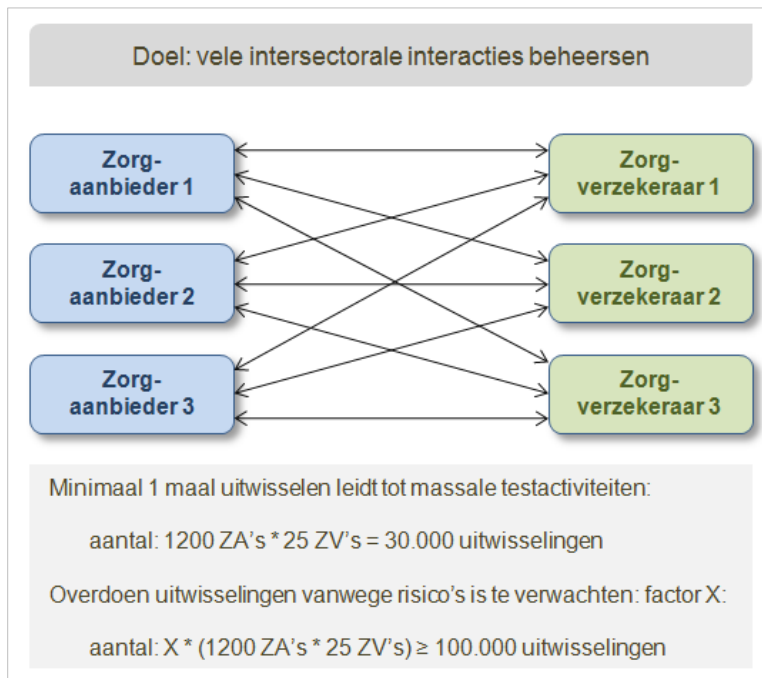 Doel: vele intersectorale interacties beheersen
Zorg-
aanbieder 1
Zorg-
verzekeraar 1
Zorg-
aanbieder 2
Zorg-
verzekeraar 2
Zorg-
aanbieder 3
Zorg-
verzekeraar 3
Minimaal 1 maal uitwisselen leidt tot massale testactiviteiten:
aantal: 1200 ZA’s * 25 ZV’s = 30.000 uitwisselingen
Overdoen uitwisselingen vanwege risico’s is te verwachten: factor X:
aantal: X * (1200 ZA’s * 25 ZV’s) ≥ 100.000 uitwisselingen